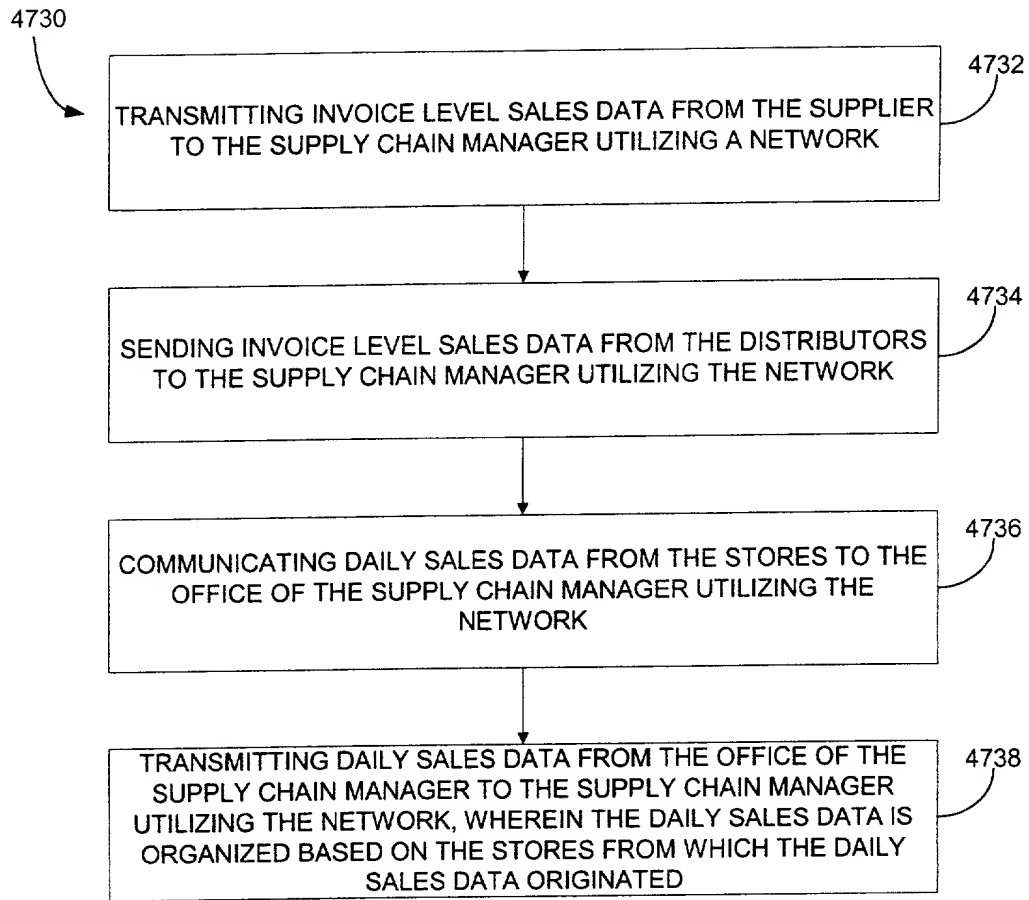 4730
4732
TRANSMITTING INVOICE LEVEL SALES DATA FROM THE SUPPLIER
TO THE SUPPLY CHAIN MANAGER UTILIZING A NETWORK
4734
SENDING INVOICE LEVEL SALES DATA FROM THE DISTRIBUTORS
TO THE SUPPLY CHAIN MANAGER UTILIZING THE NETWORK
4736
COMMUNICATING DAILY SALES DATA FROM THE STORES TO THE
OFFICE OF THE SUPPLY CHAIN MANAGER UTILIZING THE
NETWORK
4738
TRANSMITTING DAILY SALES DATA FROM THE OFFICE OF THE
SUPPLY CHAIN MANAGER TO THE SUPPLY CHAIN MANAGER
UTILIZING THE NETWORK, WHEREIN THE DAILY SALES DATA IS
ORGANIZED BASED ON THE STORES FROM WHICH THE DAILY
SALES DATA ORIGINATED